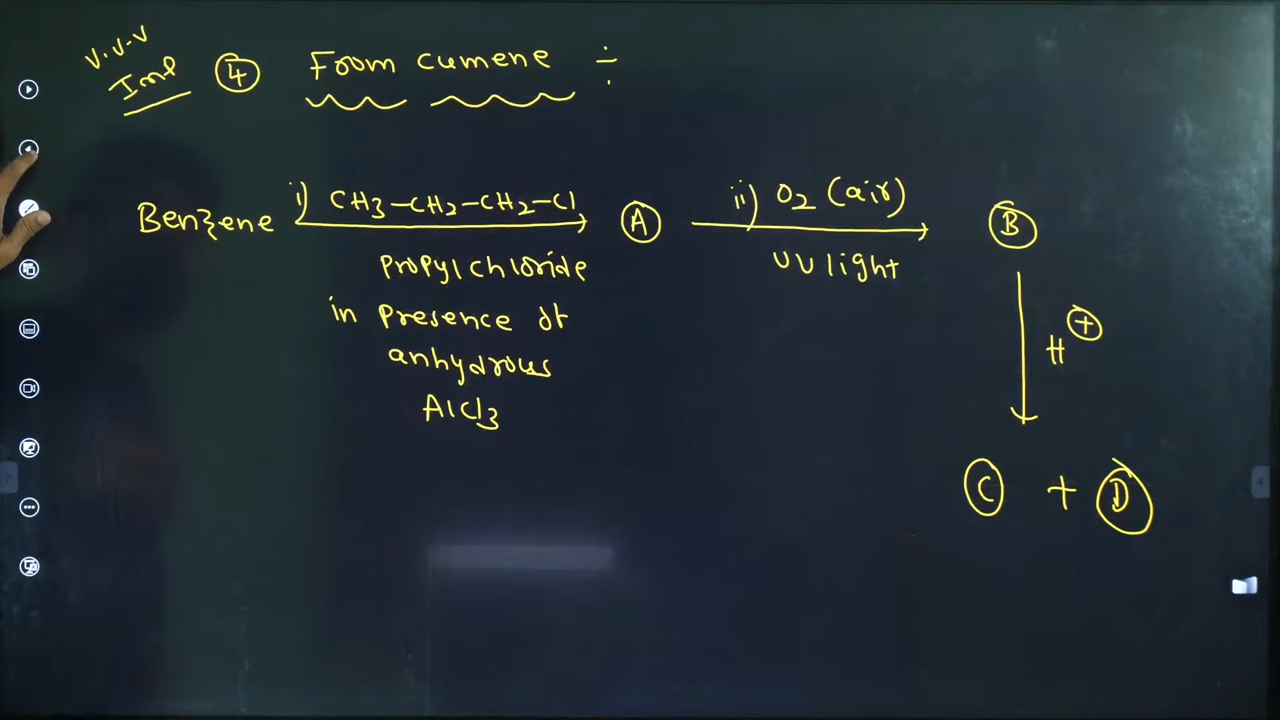 V.V.V
Imp ④ From cumene ÷
Benzene i) CH3-CH2-CH2-Cl Ⓐ ii) O2 (air) Ⓑ
Propyl chloride UV light
in presence of H⊕
anhydrous
AlCl3
Ⓒ + Ⓓ